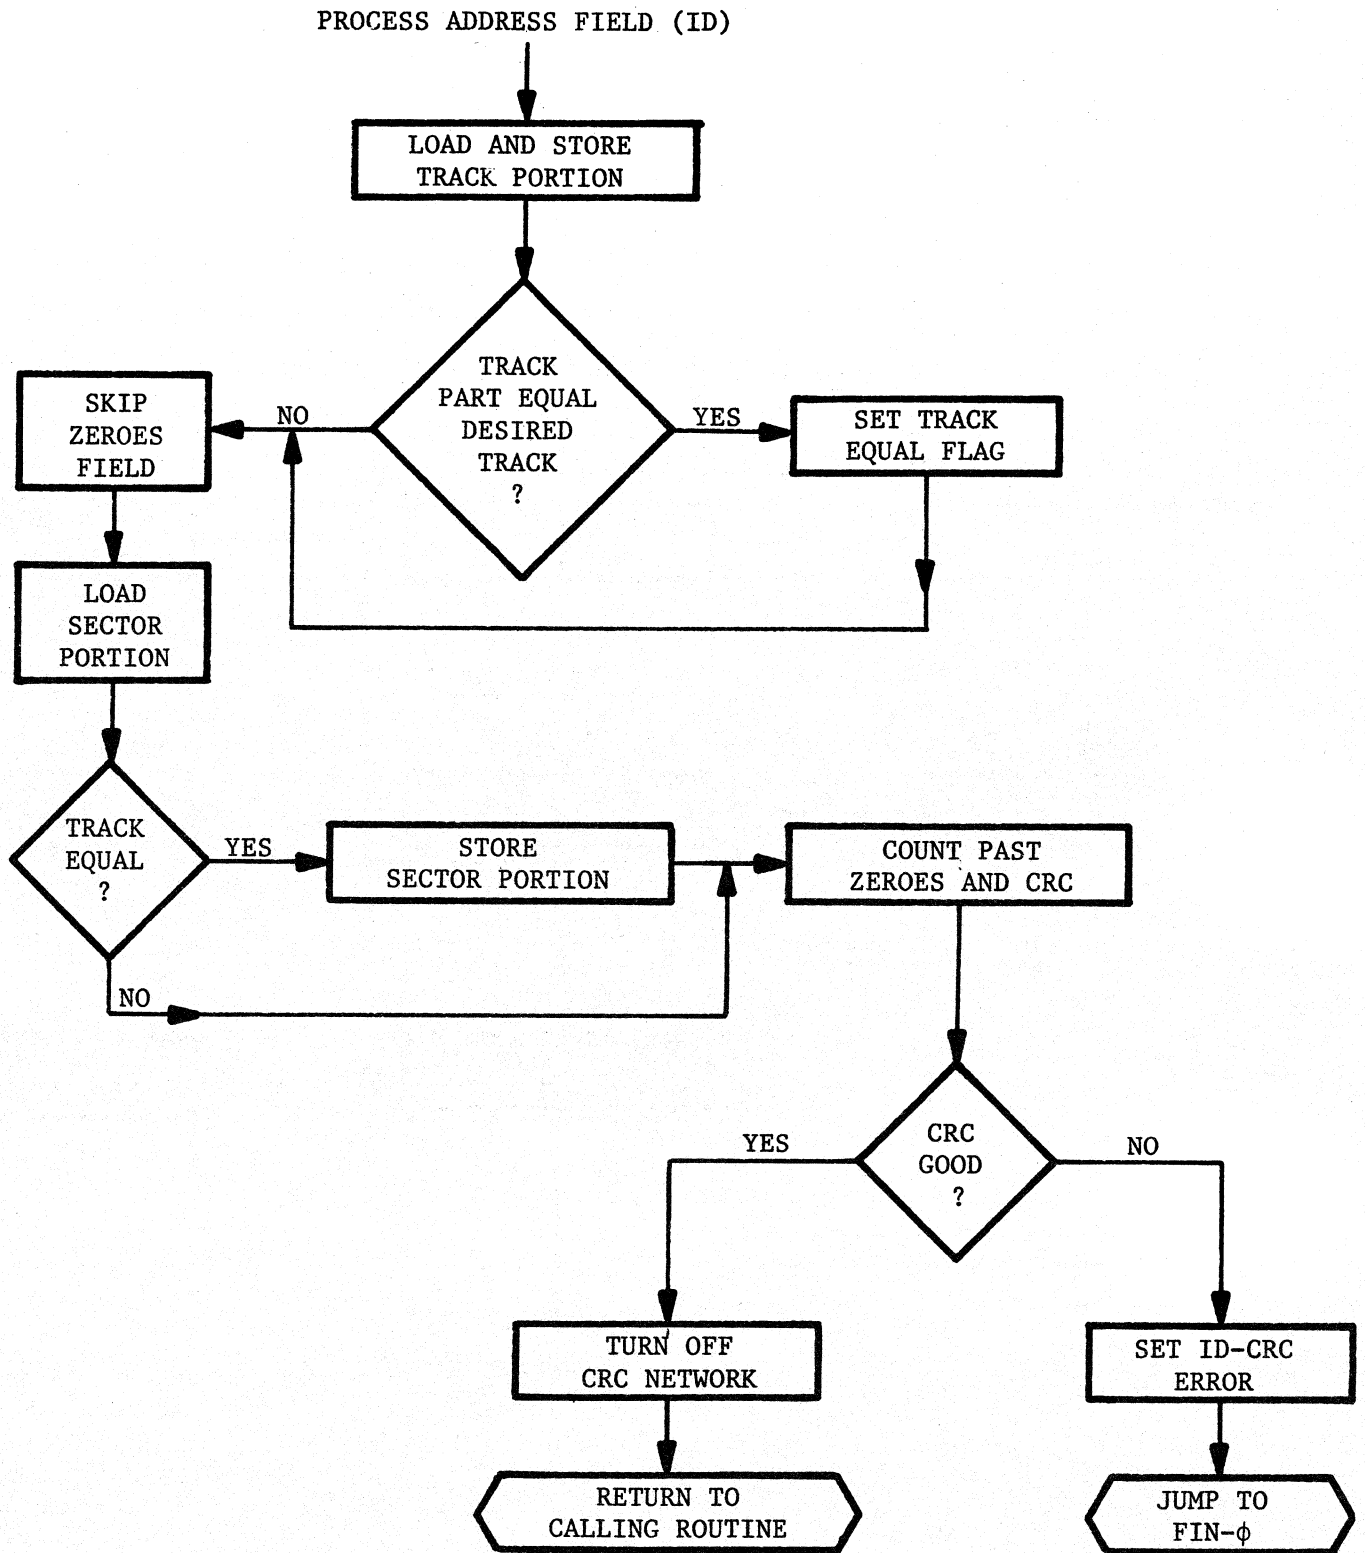 PROCESS ADDRESS FIELD (ID)
LOAD AND STORE
TRACK PORTION
TRACK
PART EQUAL
DESIRED
TRACK
?
NO
YES
SKIP
ZEROES
FIELD
SET TRACK
EQUAL FLAG
LOAD
SECTOR
PORTION
TRACK
EQUAL
?
YES
NO
STORE
SECTOR PORTION
COUNT PAST
ZEROES AND CRC
CRC
GOOD
?
YES
NO
TURN OFF
CRC NETWORK
SET ID-CRC
ERROR
RETURN TO
CALLING ROUTINE
JUMP TO
FIN-ϕ